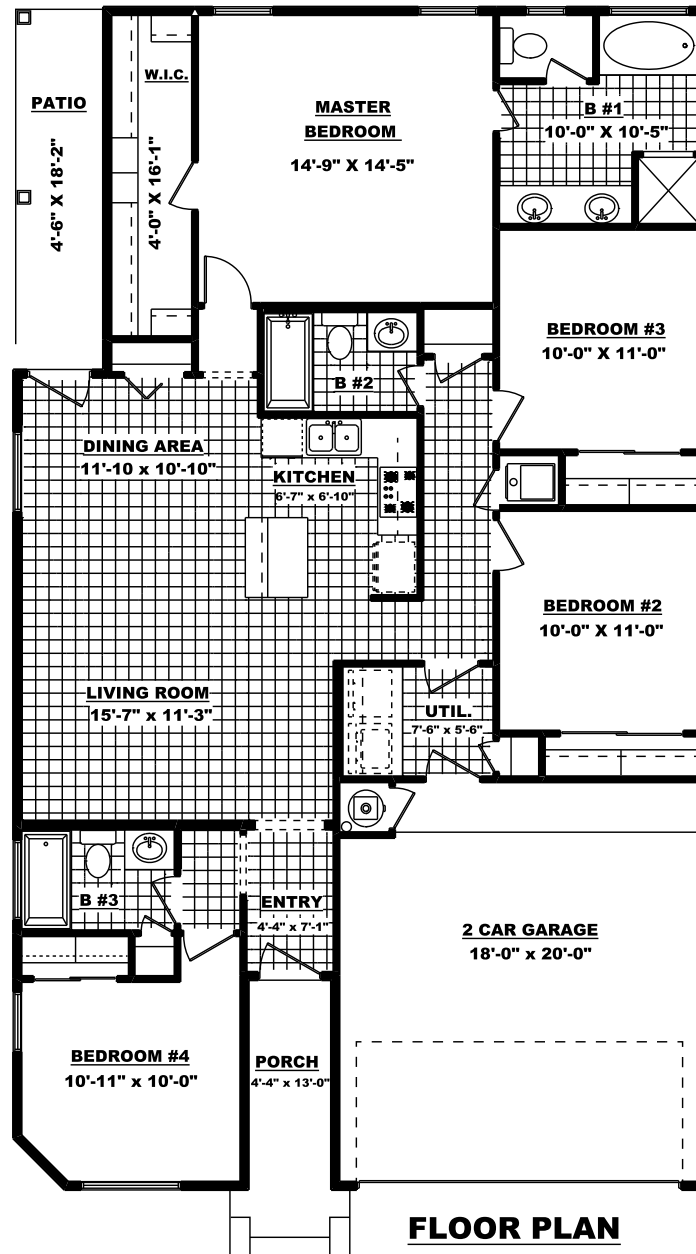 W.I.C.
4'-0" X 16'-1"
PATIO
4'-6" X 18'-2"
MASTER
BEDROOM
14'-9" X 14'-5"
B #1
10'-0" X 10'-5"
BEDROOM #3
10'-0" X 11'-0"
B #2
DINING AREA
11'-10 x 10'-10"
KITCHEN
6'-7" x 6'-10"
BEDROOM #2
10'-0" X 11'-0"
LIVING ROOM
15'-7" x 11'-3"
UTIL.
7'-6" x 5'-6"
B #3
ENTRY
4'-4" x 7'-1"
2 CAR GARAGE
18'-0" x 20'-0"
BEDROOM #4
10'-11" x 10'-0"
PORCH
4'-4" x 13'-0"
FLOOR PLAN